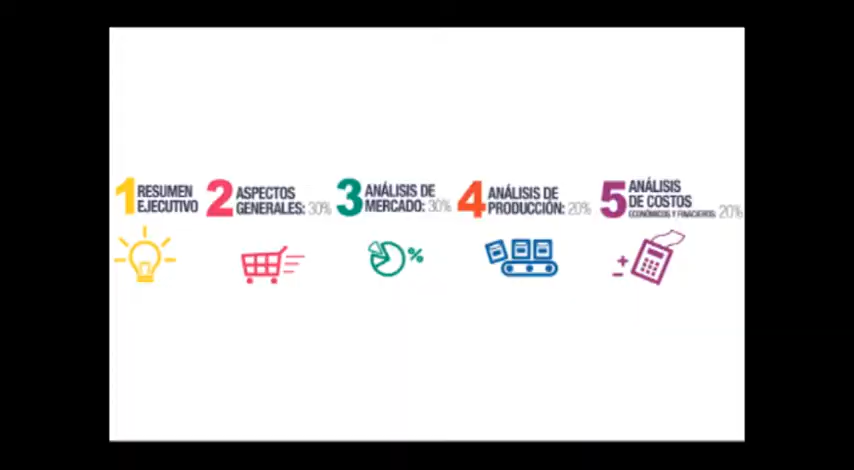 1 RESUMEN
EJECUTIVO
2 ASPECTOS
GENERALES: 30%
3 ANÁLISIS DE
MERCADO: 30%
4 ANÁLISIS DE
PRODUCCIÓN: 20%
5 ANÁLISIS
DE COSTOS
ECONÓMICOS Y FINACIEROS: 20%
%